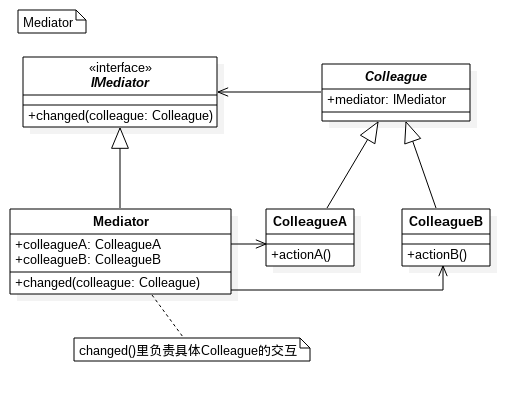 Mediator
«interface»
IMediator
+changed(colleague: Colleague)
Colleague
+mediator: IMediator
Mediator
+colleagueA: ColleagueA
+colleagueB: ColleagueB
+changed(colleague: Colleague)
ColleagueA
+actionA()
ColleagueB
+actionB()
changed()里负责具体Colleague的交互